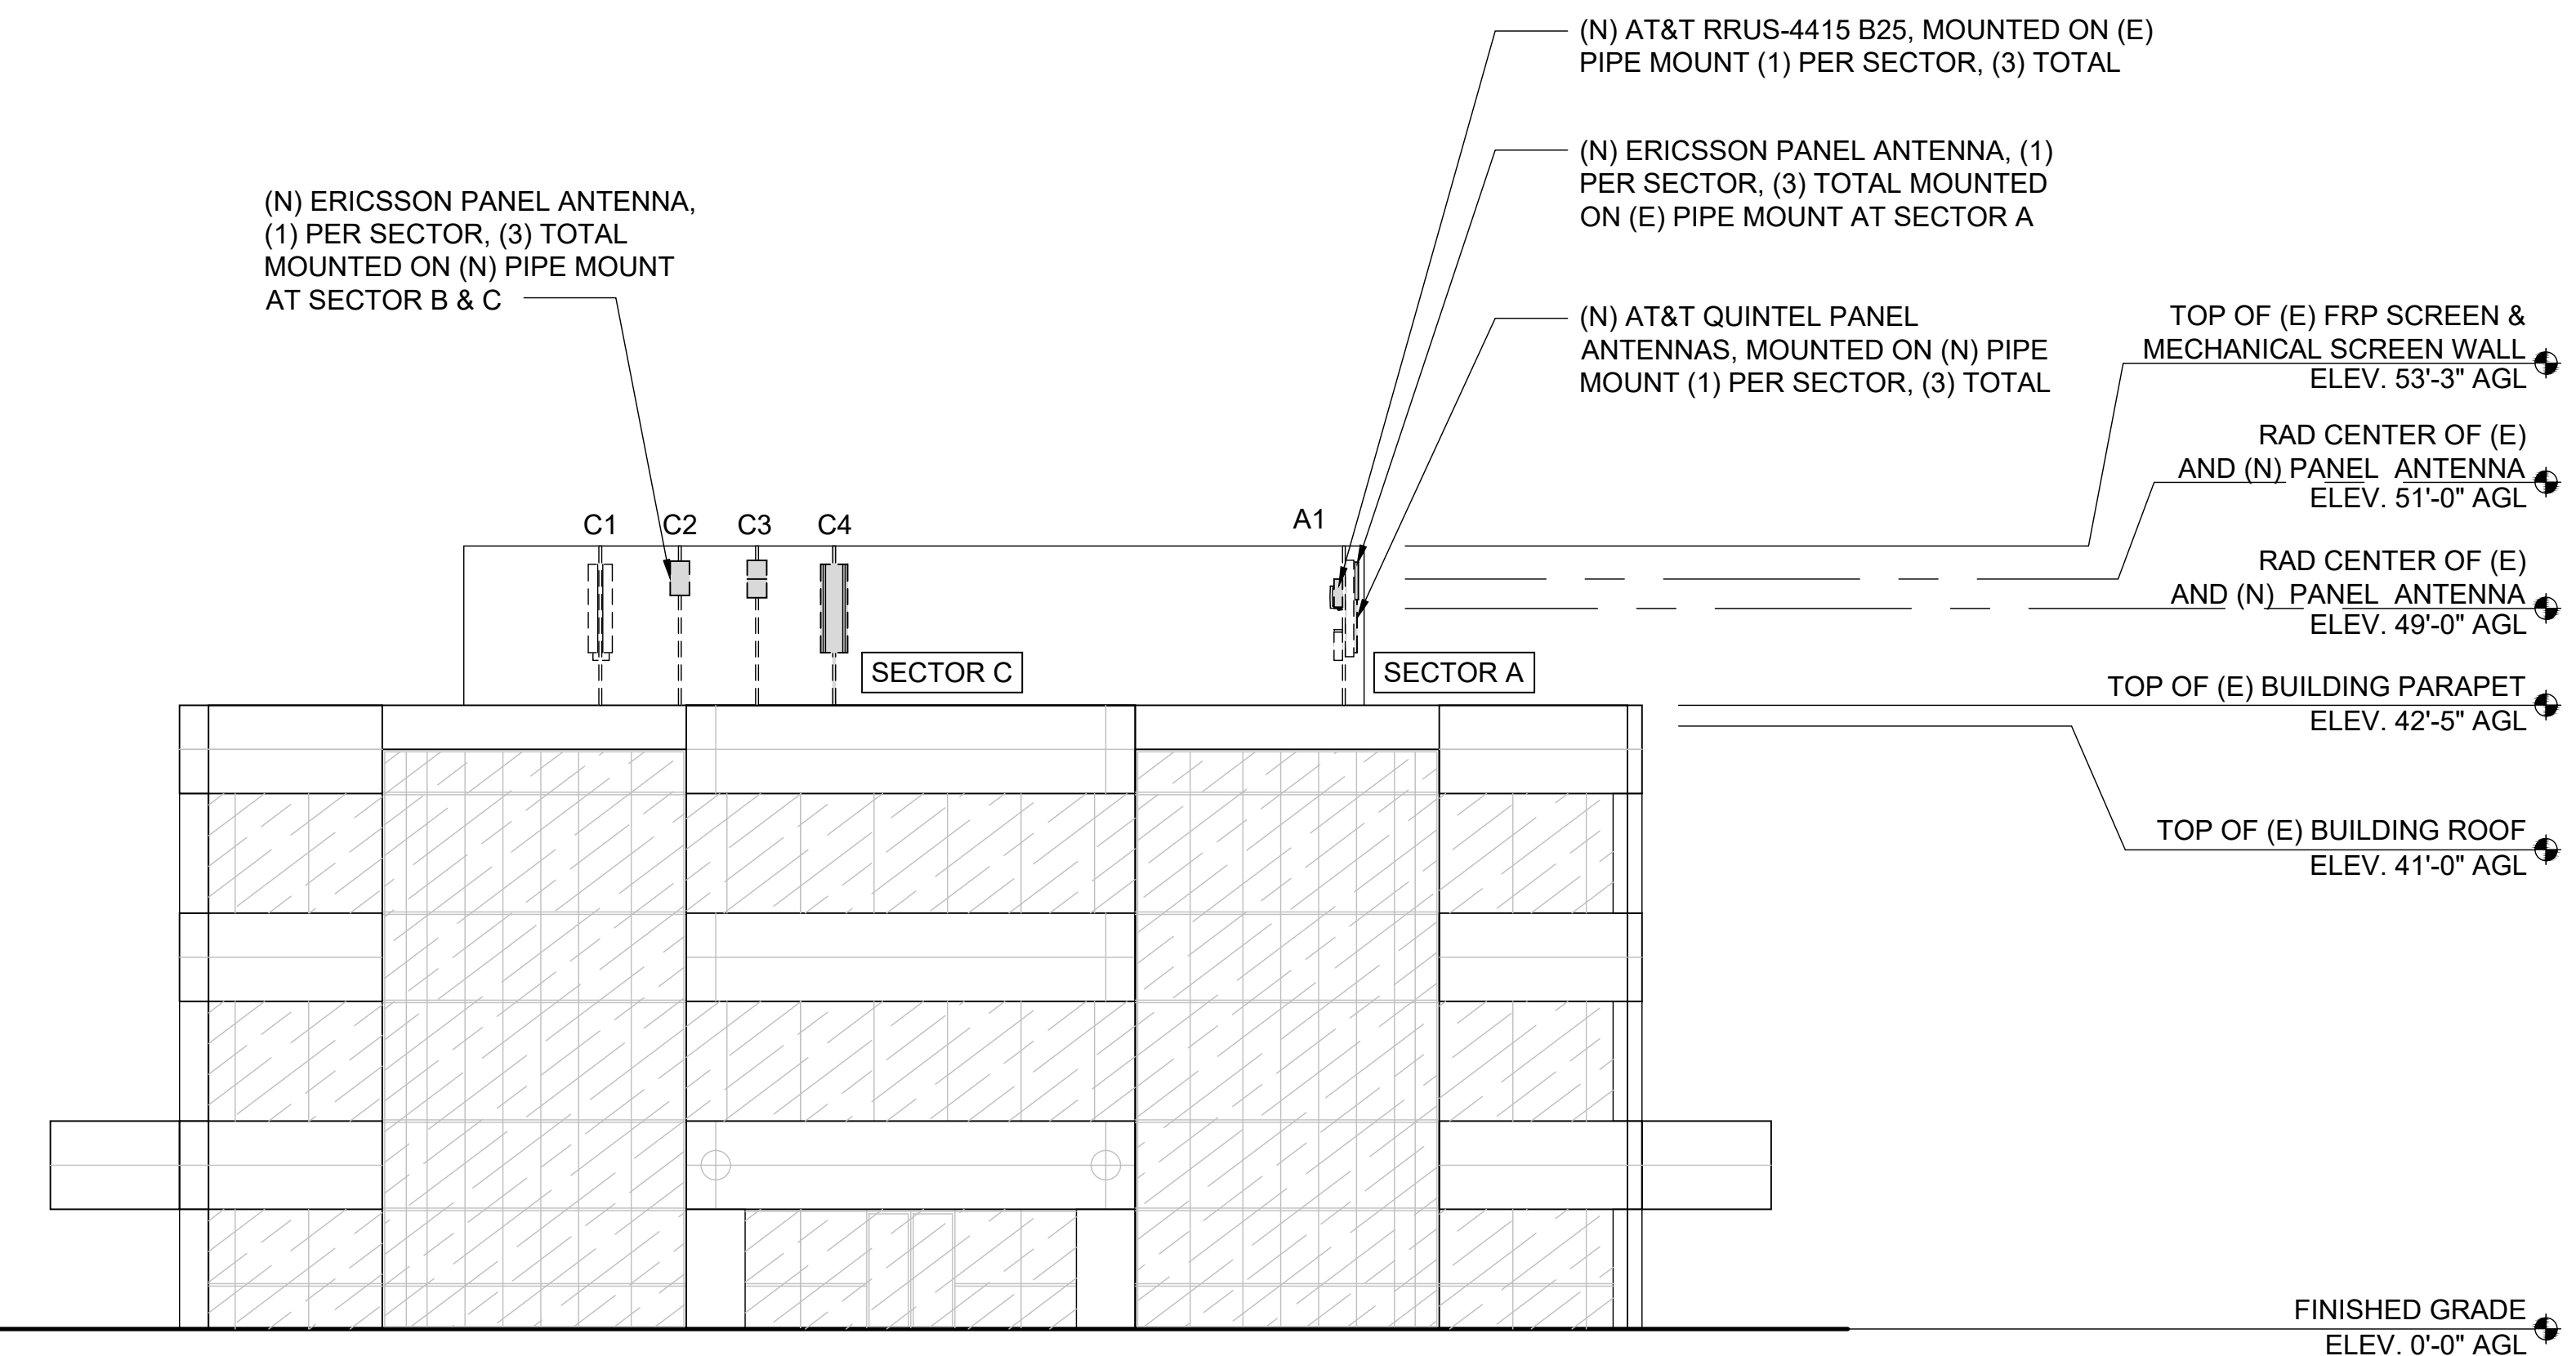 (N) AT&T RRUS-4415 B25, MOUNTED ON (E)
PIPE MOUNT (1) PER SECTOR, (3) TOTAL
(N) ERICSSON PANEL ANTENNA, (1)
PER SECTOR, (3) TOTAL MOUNTED
ON (E) PIPE MOUNT AT SECTOR A
(N) ERICSSON PANEL ANTENNA,
(1) PER SECTOR, (3) TOTAL
MOUNTED ON (N) PIPE MOUNT
AT SECTOR B & C
(N) AT&T QUINTEL PANEL
ANTENNAS, MOUNTED ON (N) PIPE
MOUNT (1) PER SECTOR, (3) TOTAL
TOP OF (E) FRP SCREEN &
MECHANICAL SCREEN WALL
ELEV. 53'-3" AGL
RAD CENTER OF (E)
AND (N) PANEL ANTENNA
ELEV. 51'-0" AGL
C1
C2
C3
C4
A1
RAD CENTER OF (E)
AND (N) PANEL ANTENNA
ELEV. 49'-0" AGL
SECTOR C
SECTOR A
TOP OF (E) BUILDING PARAPET
ELEV. 42'-5" AGL
TOP OF (E) BUILDING ROOF
ELEV. 41'-0" AGL
FINISHED GRADE
ELEV. 0'-0" AGL